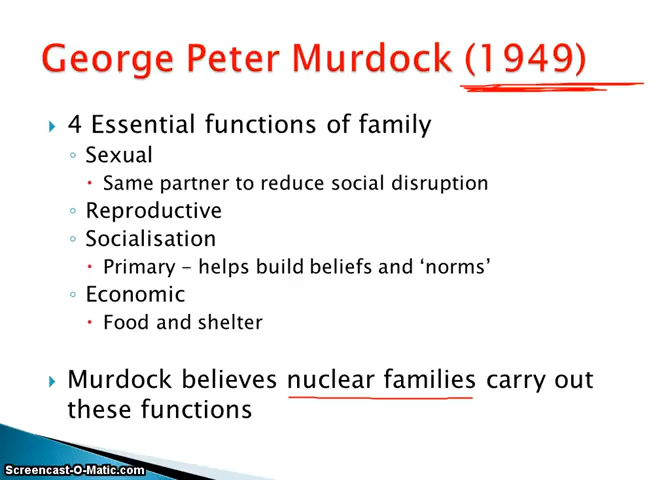 George Peter Murdock (1949)
4 Essential functions of family
Sexual
Same partner to reduce social disruption
Reproductive
Socialisation
Primary – helps build beliefs and ‘norms’
Economic
Food and shelter
Murdock believes nuclear families carry out
these functions
Screencast-O-Matic.com